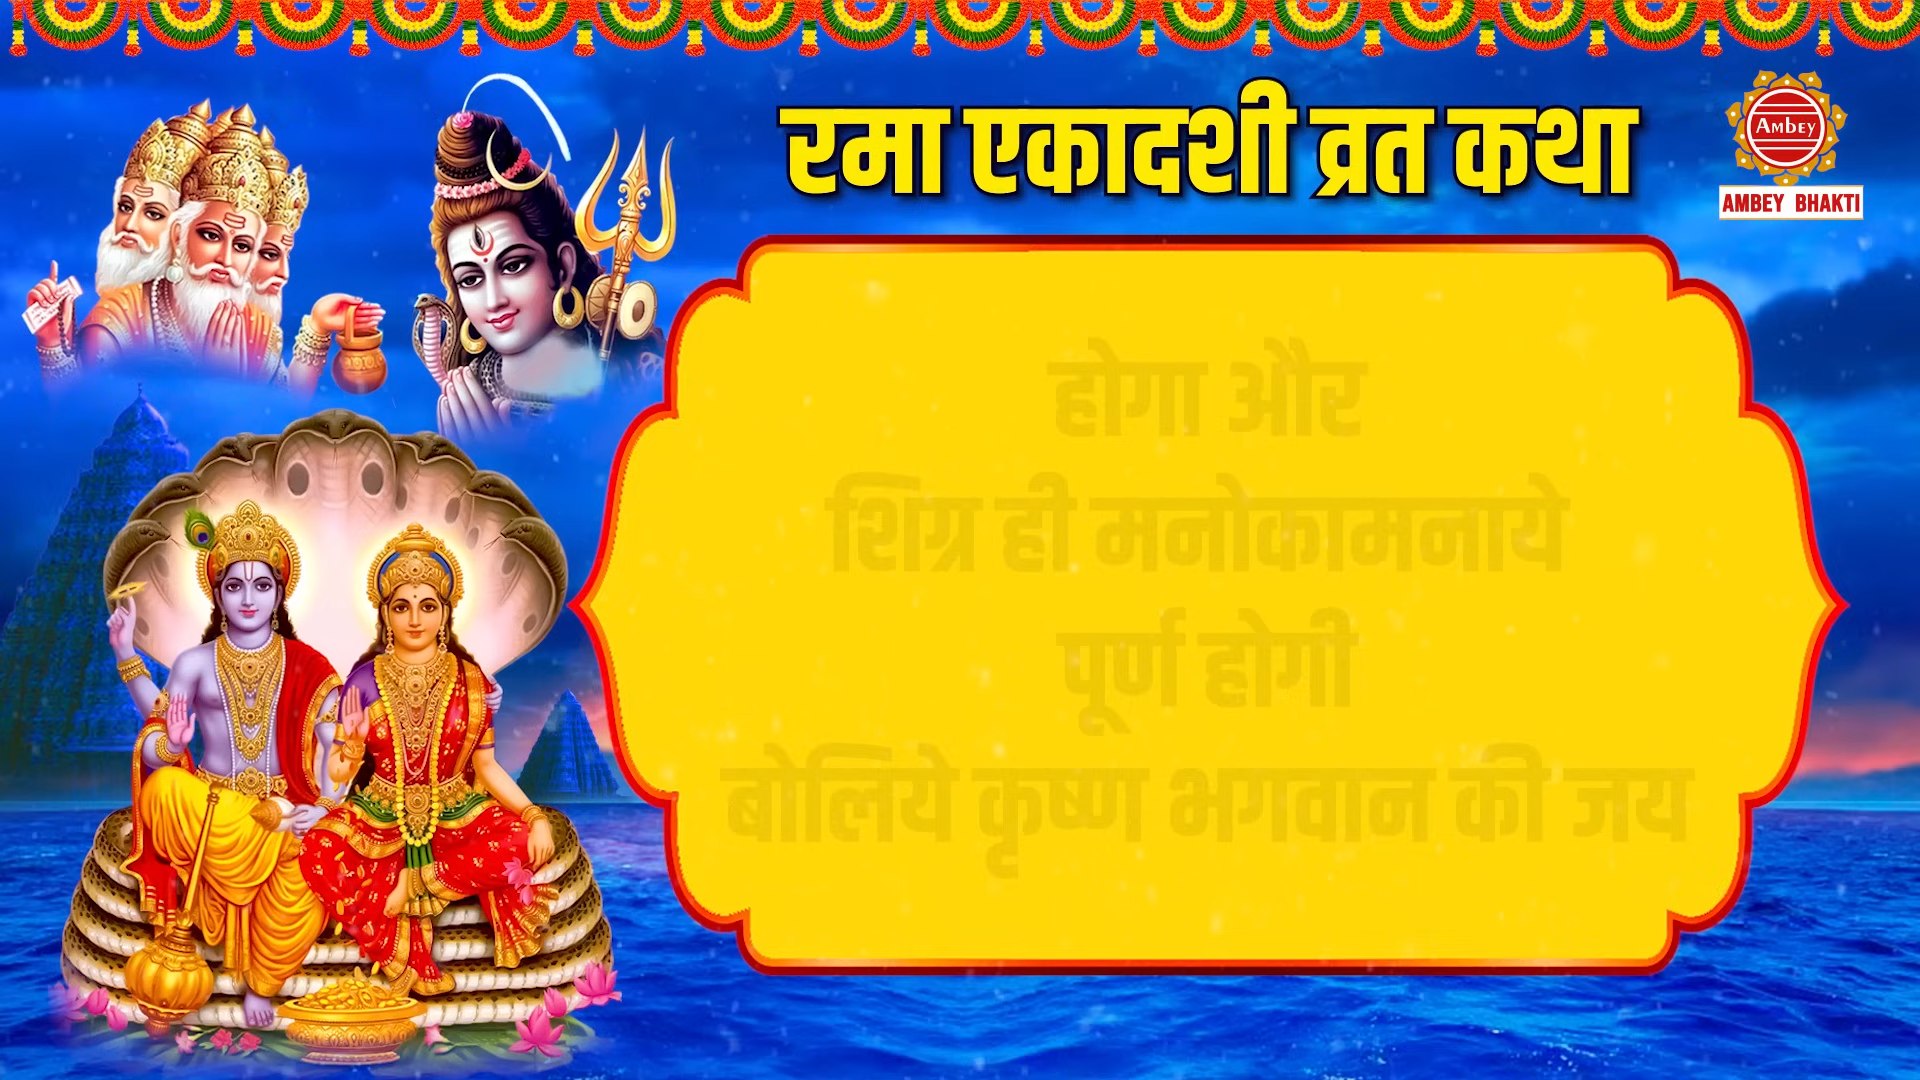 रमा एकादशी व्रत कथा
Ambey
AMBEY BHAKTI
होगा और
शिग्र ही मनोकामनाये
पूर्ण होगी
बोलिये कृष्ण भगवान की जय